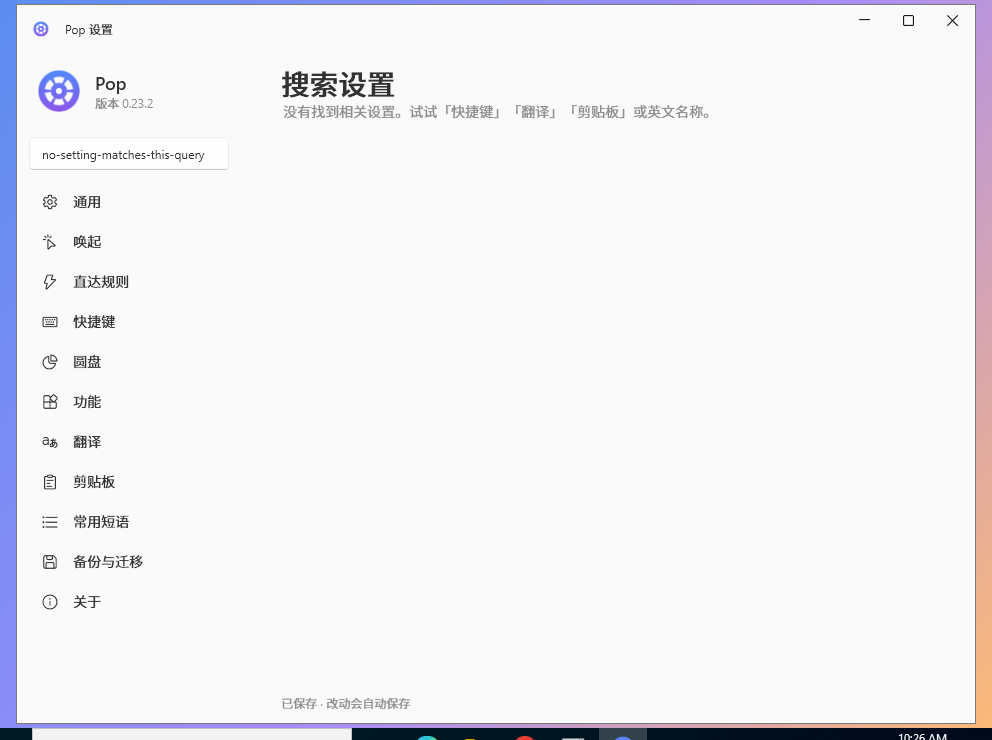 Pop 设置
Pop
版本 0.23.2
no-setting-matches-this-query
通用
唤起
直达规则
快捷键
圆盘
功能
翻译
剪贴板
常用短语
备份与迁移
关于
搜索设置
没有找到相关设置。试试「快捷键」「翻译」「剪贴板」或英文名称。
已保存 · 改动会自动保存
10:26 AM